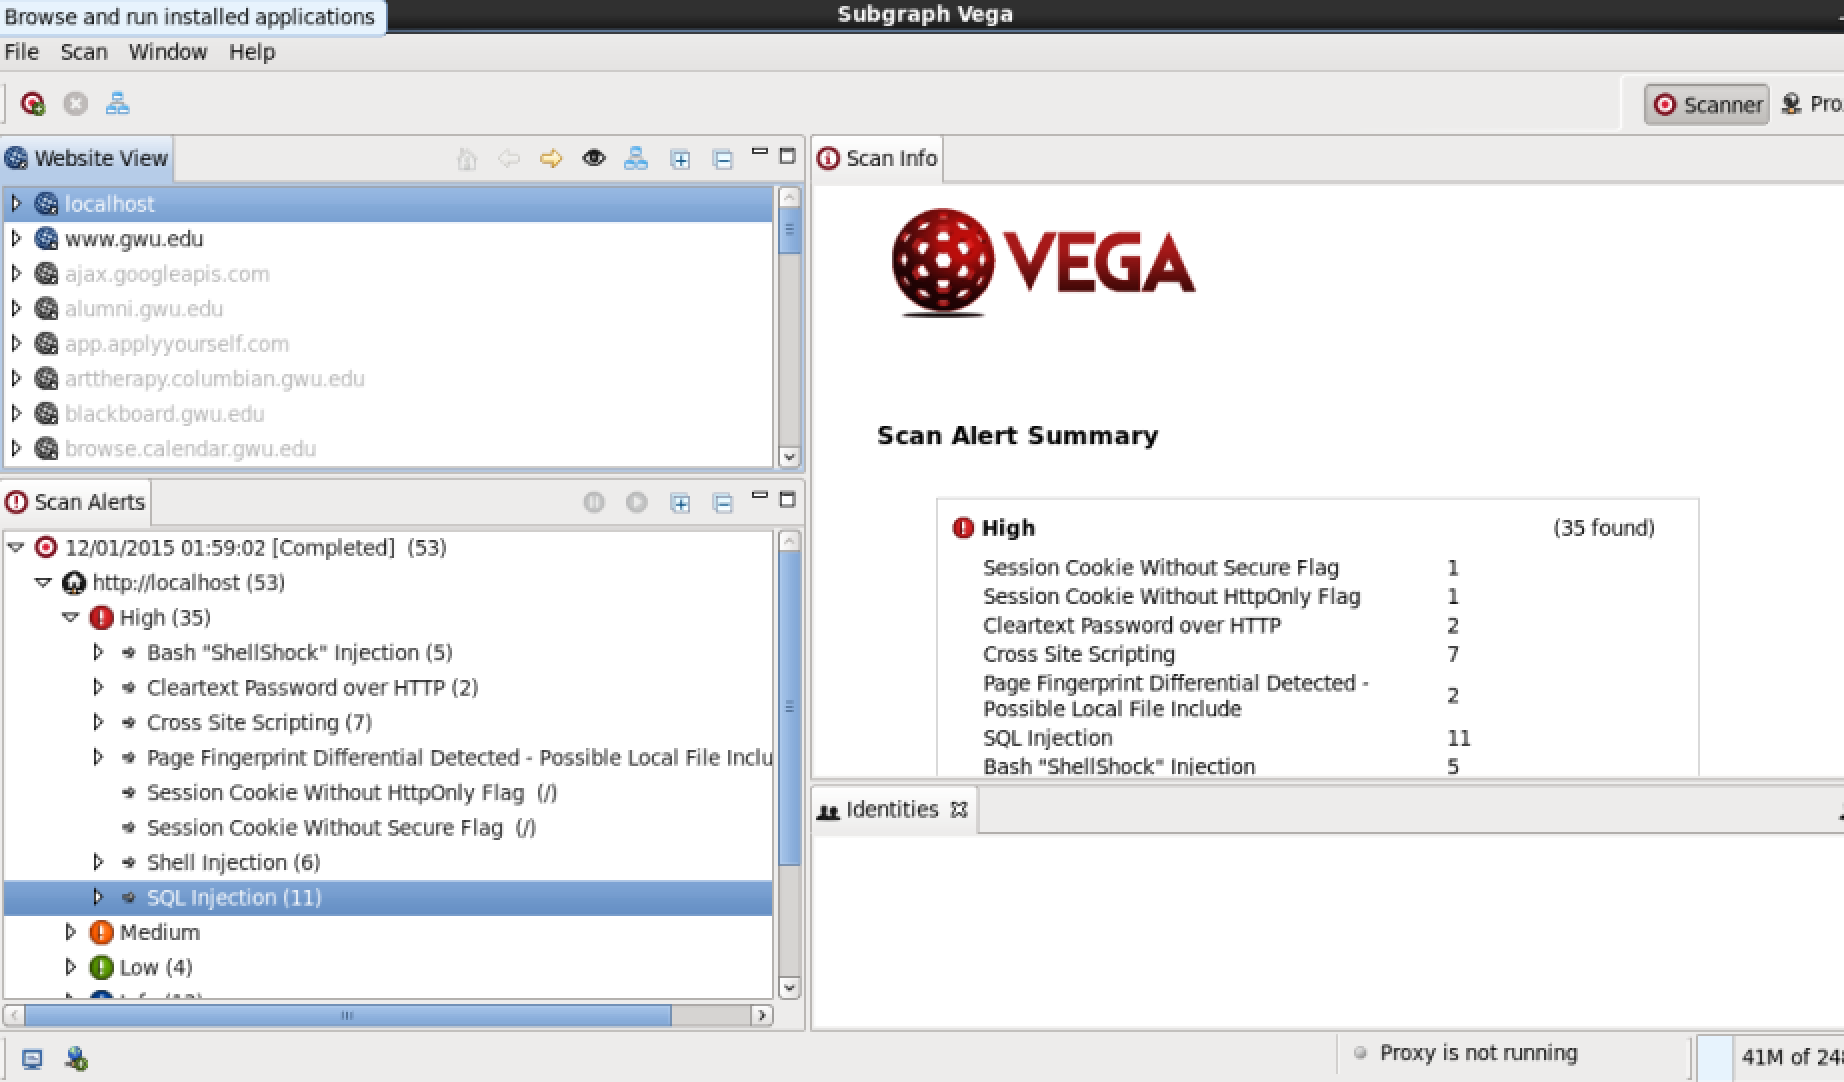 Browse and run installed applications
Subgraph Vega
File Scan Window Help
Scanner
Website View
localhost
www.gwu.edu
ajax.googleapis.com
alumni.gwu.edu
app.applyyourself.com
arttherapy.columbian.gwu.edu
blackboard.gwu.edu
browse.calendar.gwu.edu
Scan Alerts
12/01/2015 01:59:02 [Completed] (53)
http://localhost (53)
High (35)
Bash "ShellShock" Injection (5)
Cleartext Password over HTTP (2)
Cross Site Scripting (7)
Page Fingerprint Differential Detected - Possible Local File Inclu
Session Cookie Without HttpOnly Flag (/)
Session Cookie Without Secure Flag (/)
Shell Injection (6)
SQL Injection (11)
Medium
Low (4)
Scan Info
VEGA
Scan Alert Summary
High (35 found)
Session Cookie Without Secure Flag 1
Session Cookie Without HttpOnly Flag 1
Cleartext Password over HTTP 2
Cross Site Scripting 7
Page Fingerprint Differential Detected -
Possible Local File Include 2
SQL Injection 11
Bash "ShellShock" Injection 5
Identities
Proxy is not running
41M of